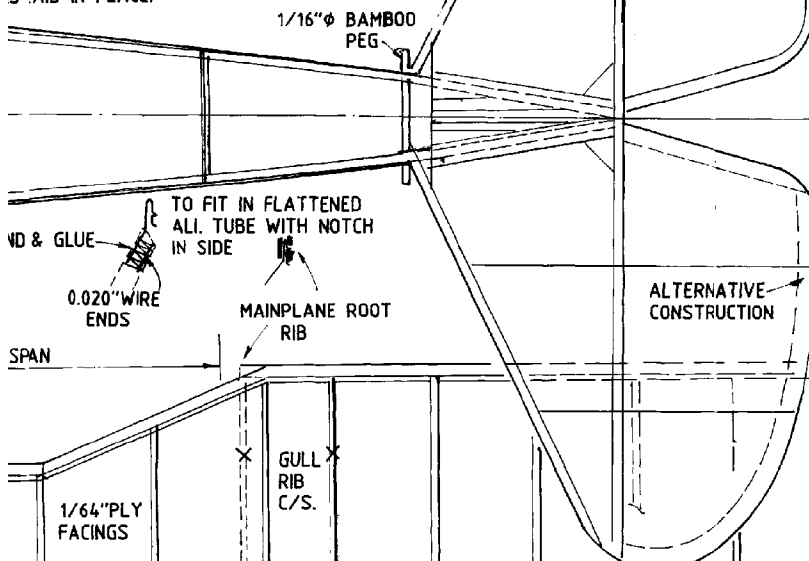 1/16"ϕ BAMBOO
PEG
TO FIT IN FLATTENED
ALI. TUBE WITH NOTCH
IN SIDE
& GLUE
0.020"WIRE
ENDS
MAINPLANE ROOT
RIB
ALTERNATIVE
CONSTRUCTION
SPAN
GULL
RIB
C/S.
1/64"PLY
FACINGS